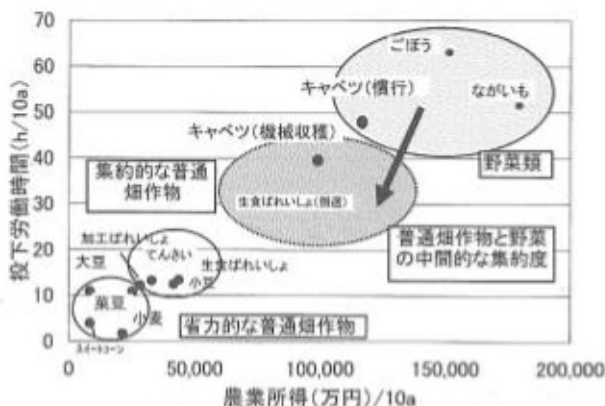 70
60
50
40
30
20
10
0
投下労働時間(h/10a)
ごぼう
ながいも
キャベツ(慣行)
キャベツ(機械収穫)
野菜類
集約的な普通
畑作物
生食ばれいしょ(倒選)
普通畑作物と野菜
の中間的な集約度
加工ばれいしょ
てんさい
大豆
生食ばれいしょ
小豆
菜豆
小麦
省力的な普通畑作物
スイートコーン
0
50,000
100,000
150,000
200,000
農業所得(万円)/10a